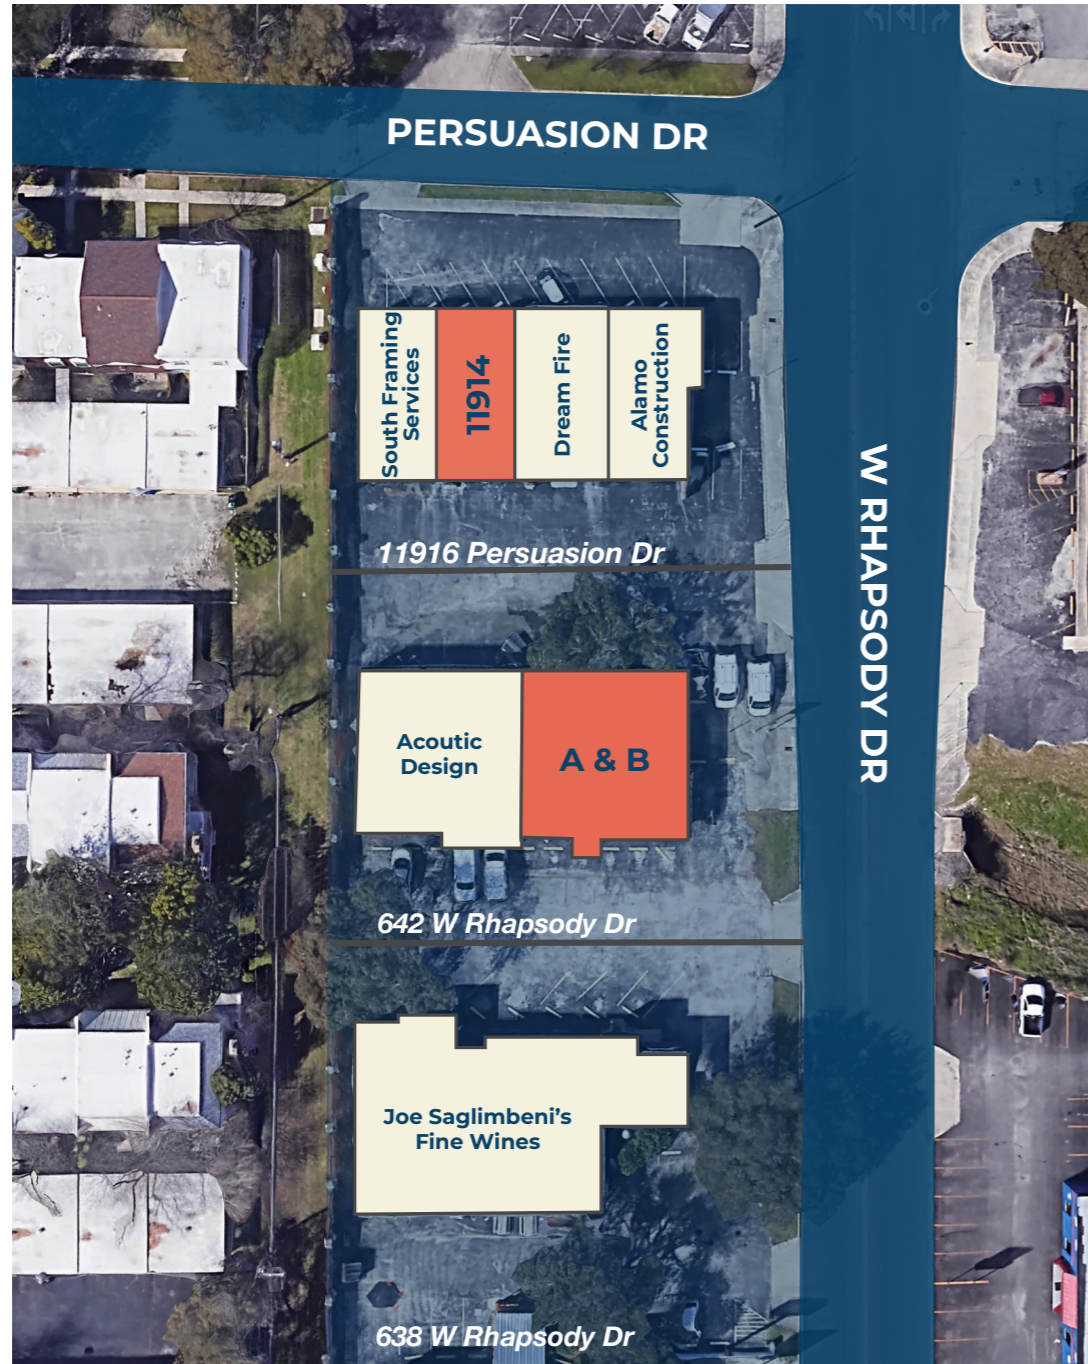 PERSUASION DR
South Framing
Services
11914
Dream Fire
Alamo
Construction
11916 Persuasion Dr
W RHAPSODY DR
Acoutic
Design
A & B
642 W Rhapsody Dr
Joe Saglimbeni’s
Fine Wines
638 W Rhapsody Dr